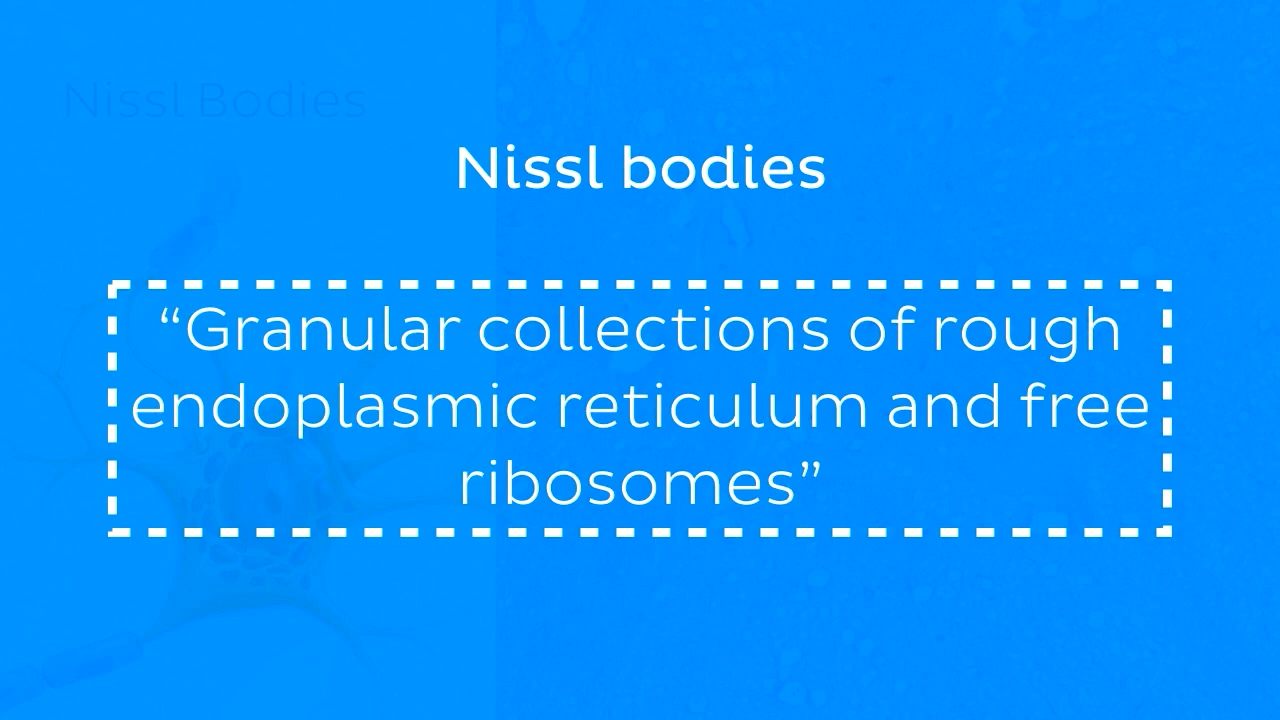 Nissl Bodies
Nissl bodies
“Granular collections of rough
endoplasmic reticulum and free
ribosomes”